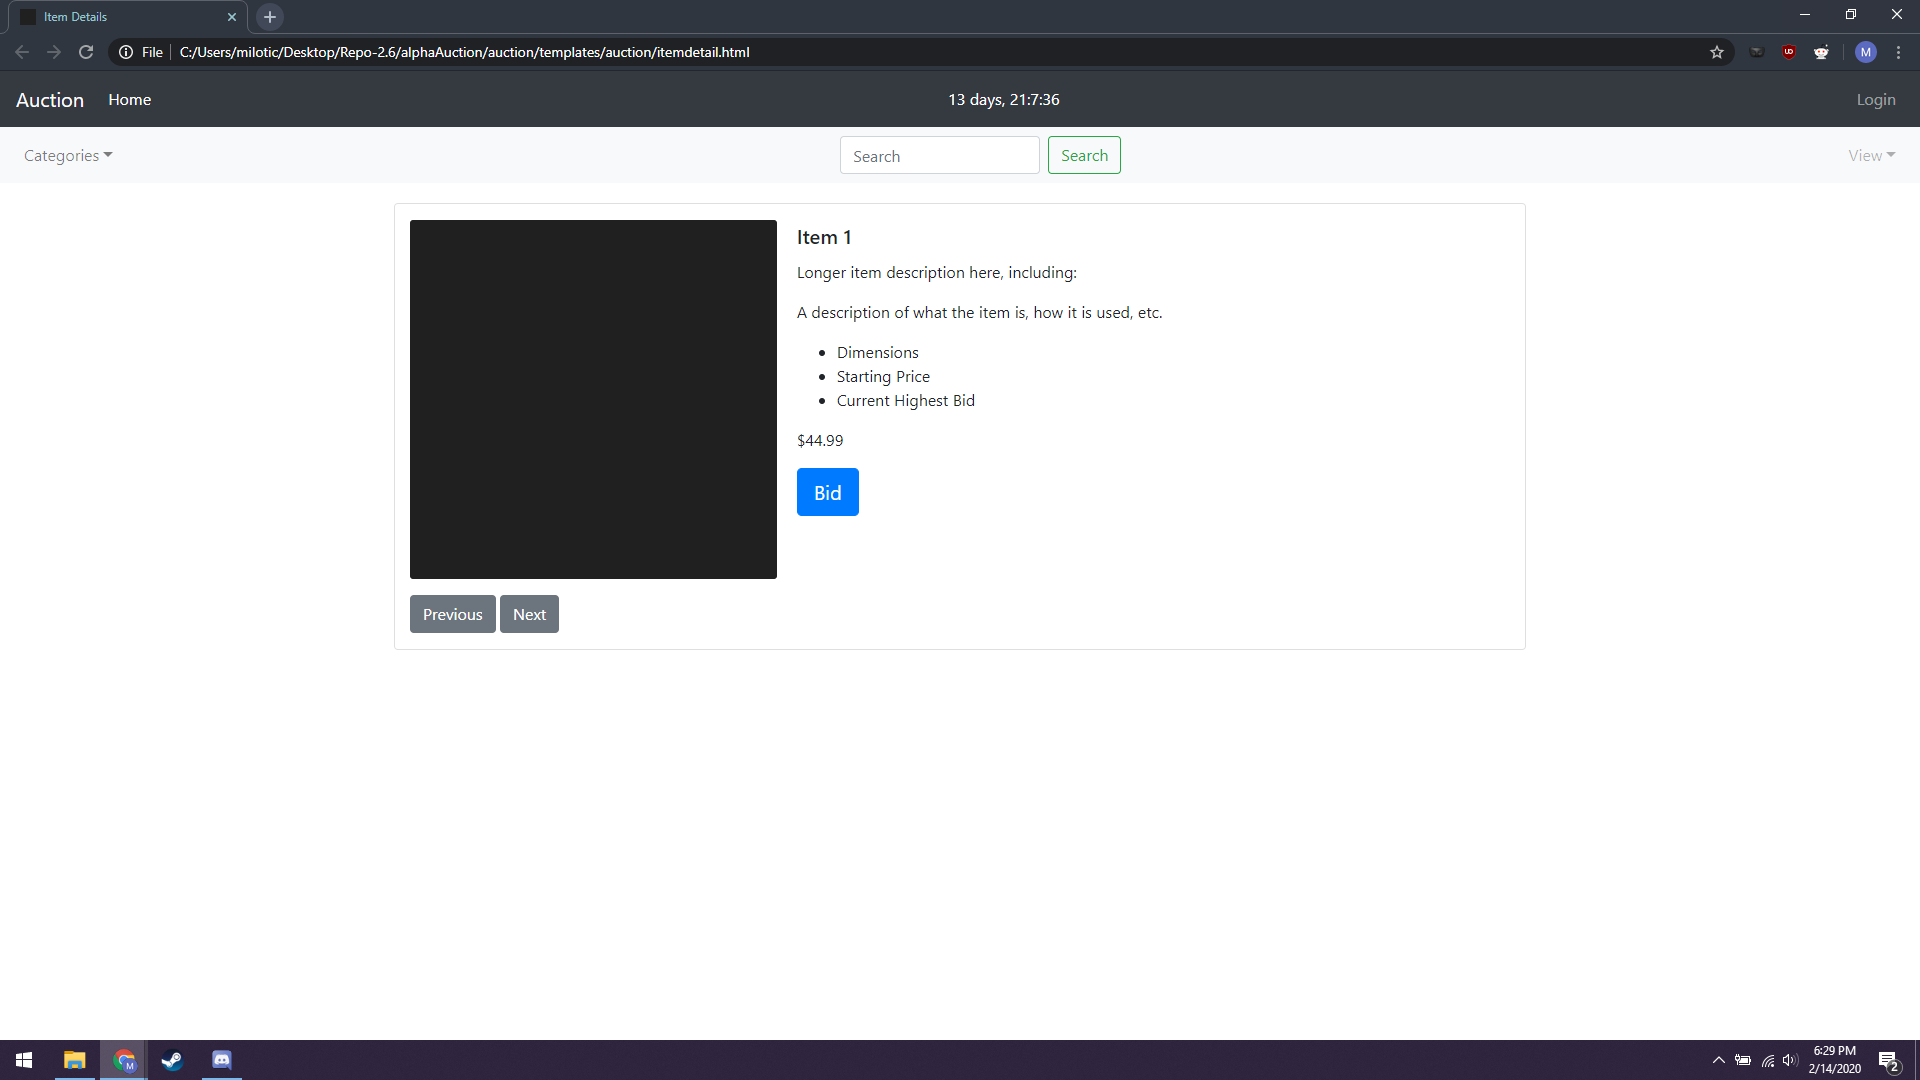 Item Details
File
C:/Users/milotic/Desktop/Repo-2.6/alphaAuction/auction/templates/auction/itemdetail.html
M
Auction Home 13 days, 21:7:36 Login
Categories Search Search View
Item 1
Longer item description here, including:
A description of what the item is, how it is used, etc.
Dimensions
Starting Price
Current Highest Bid
$44.99
Bid
Previous Next
M
6:29 PM
2/14/2020
2